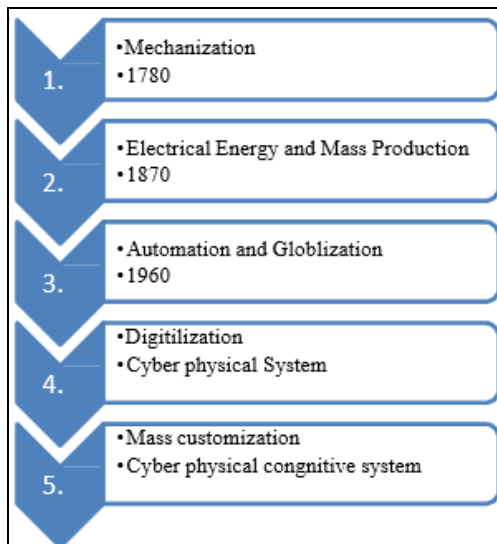 1.
•Mechanization
•1780
2.
•Electrical Energy and Mass Production
•1870
3.
•Automation and Globlization
•1960
4.
•Digitilization
•Cyber physical System
5.
•Mass customization
•Cyber physical congnitive system